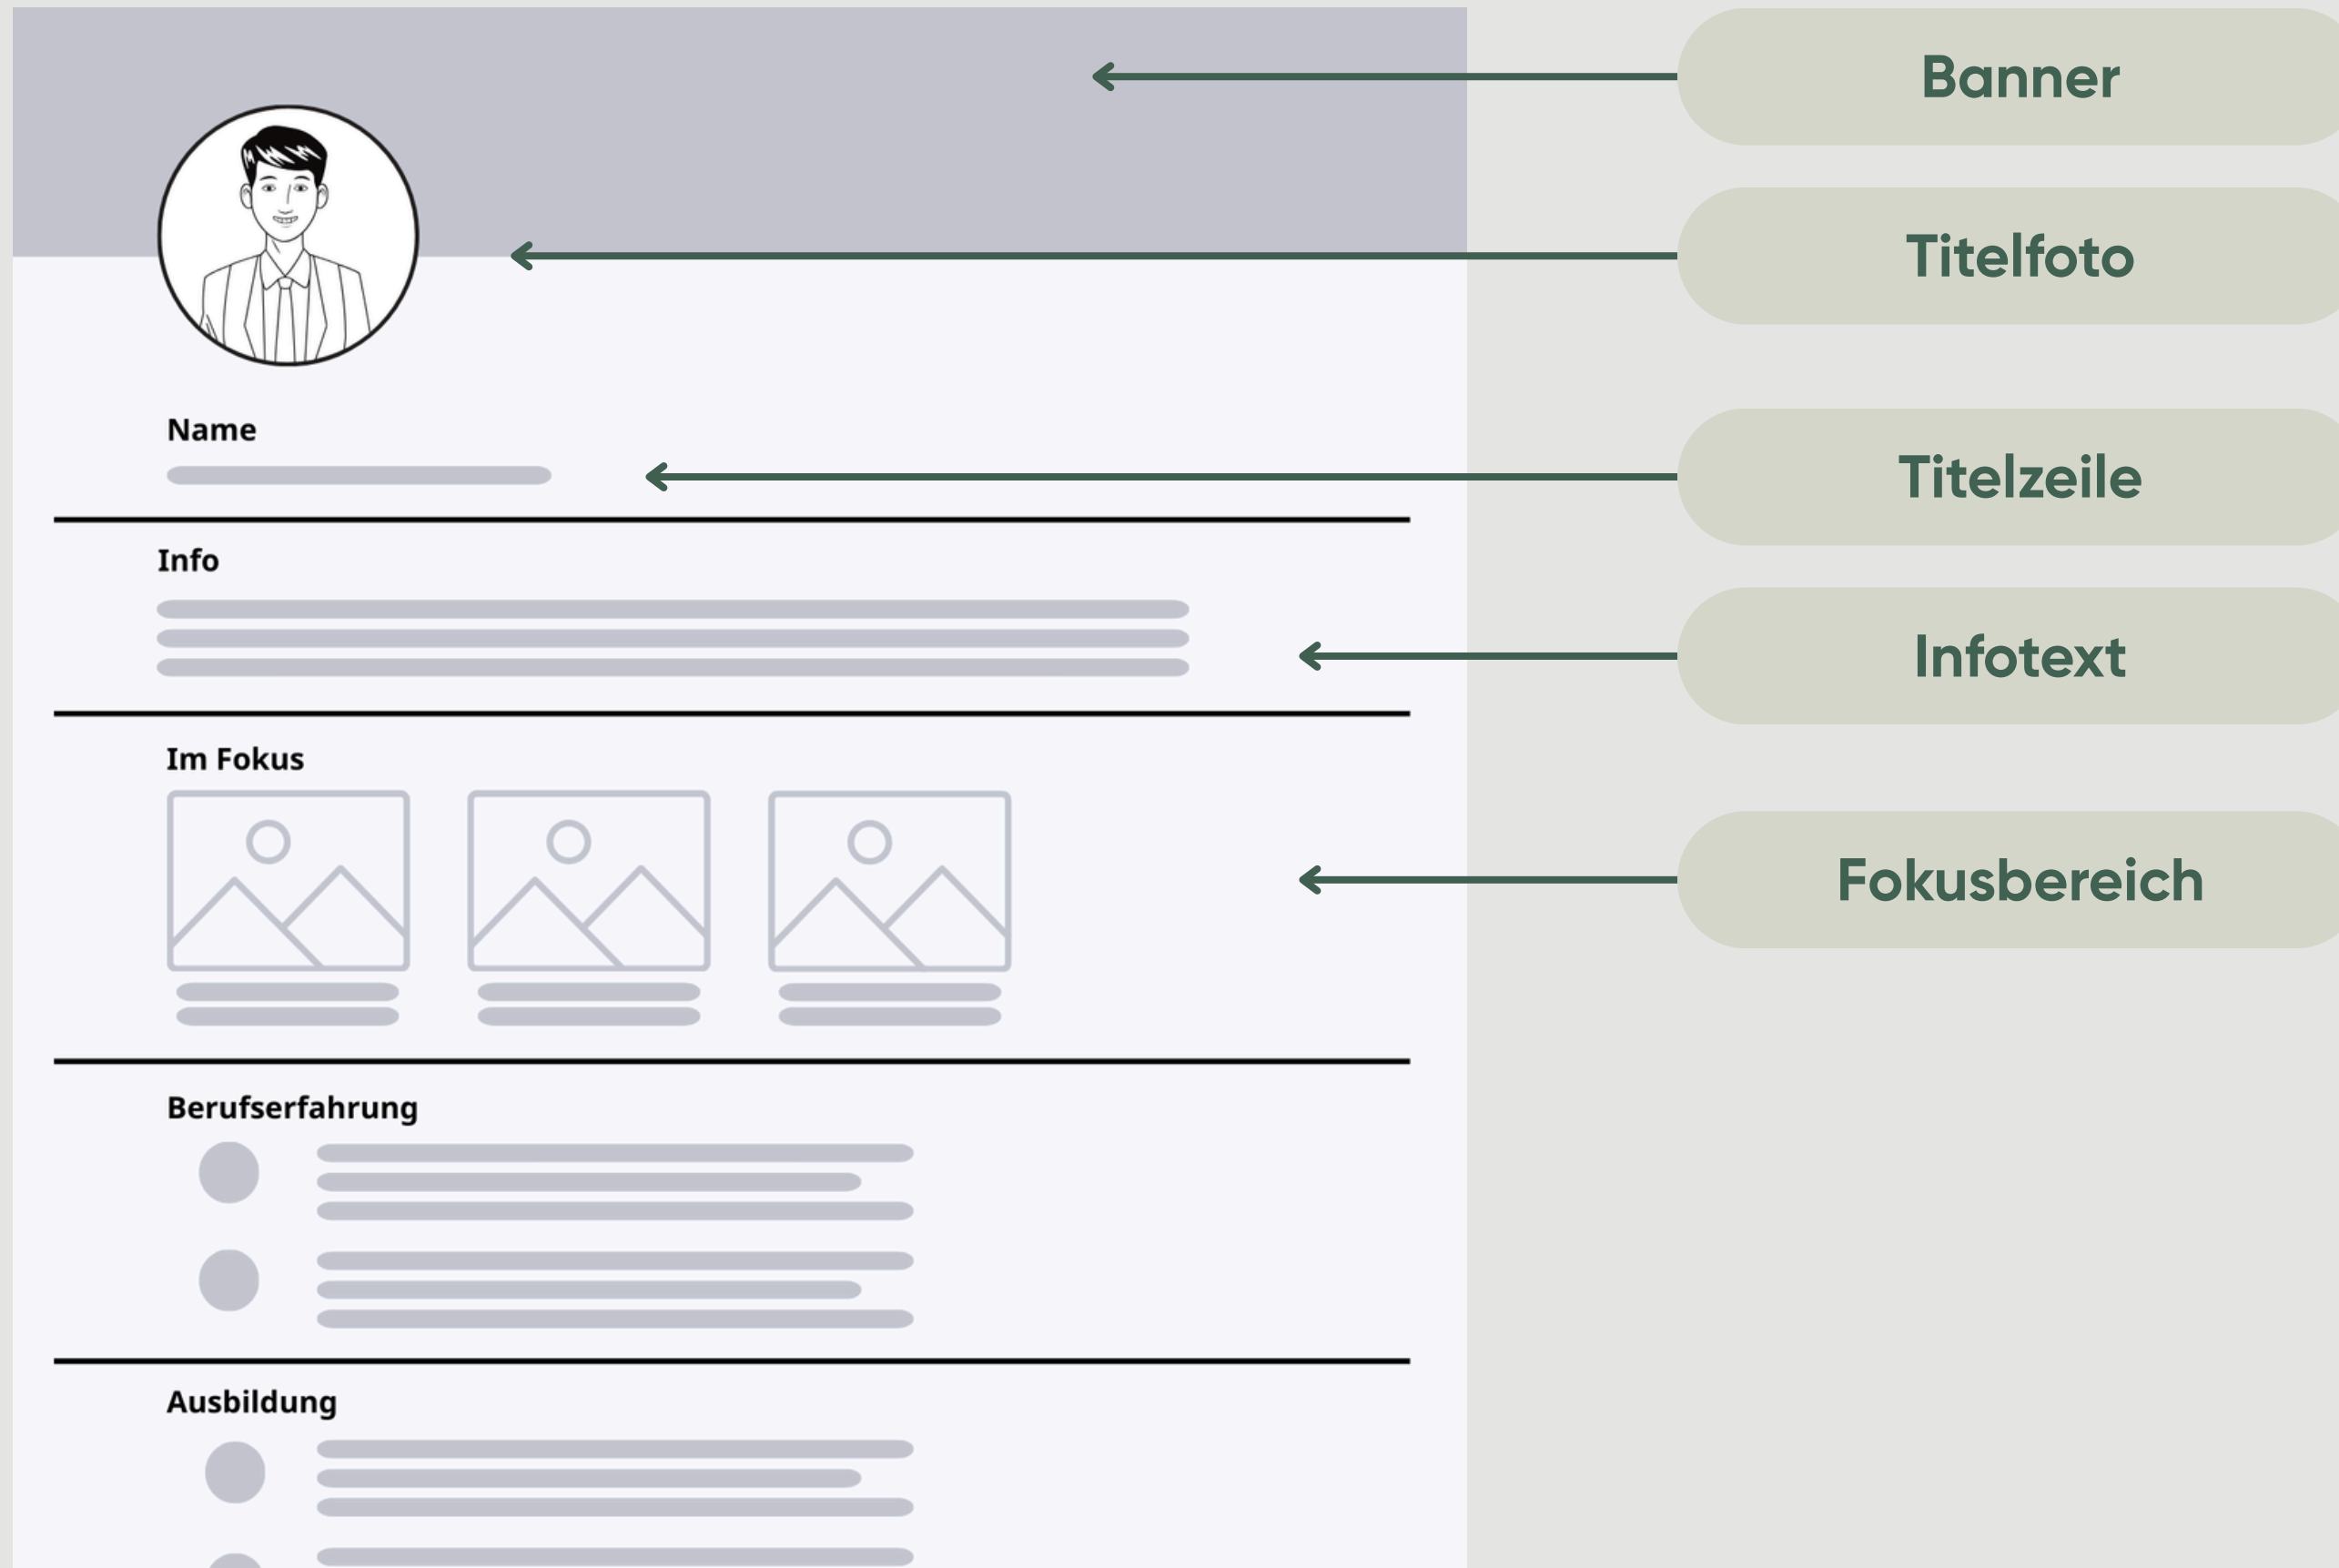 Banner
Titelfoto
Name
Titelzeile
Info
Infotext
Im Fokus
Fokusbereich
Berufserfahrung
Ausbildung